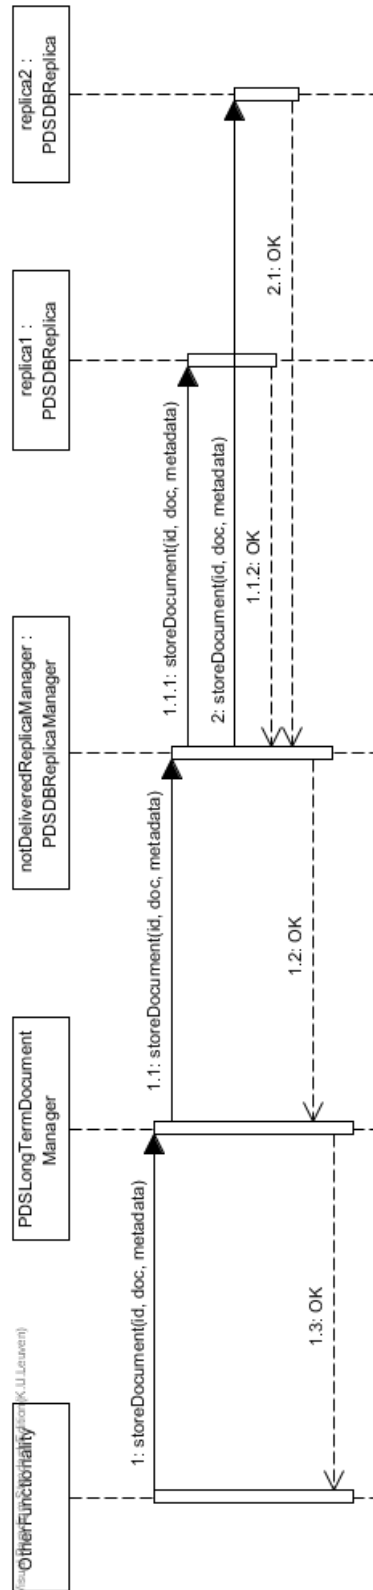 OtherFunctionality
PDSLongTermDocument
Manager
notDeliveredReplicaManager :
PDSDBReplicaManager
replica1 :
PDSDBReplica
replica2 :
PDSDBReplica
1: storeDocument(id, doc, metadata)
1.1: storeDocument(id, doc, metadata)
1.1.1: storeDocument(id, doc, metadata)
2: storeDocument(id, doc, metadata)
1.1.2: OK
2.1: OK
1.2: OK
1.3: OK
(K.U.Leuven)